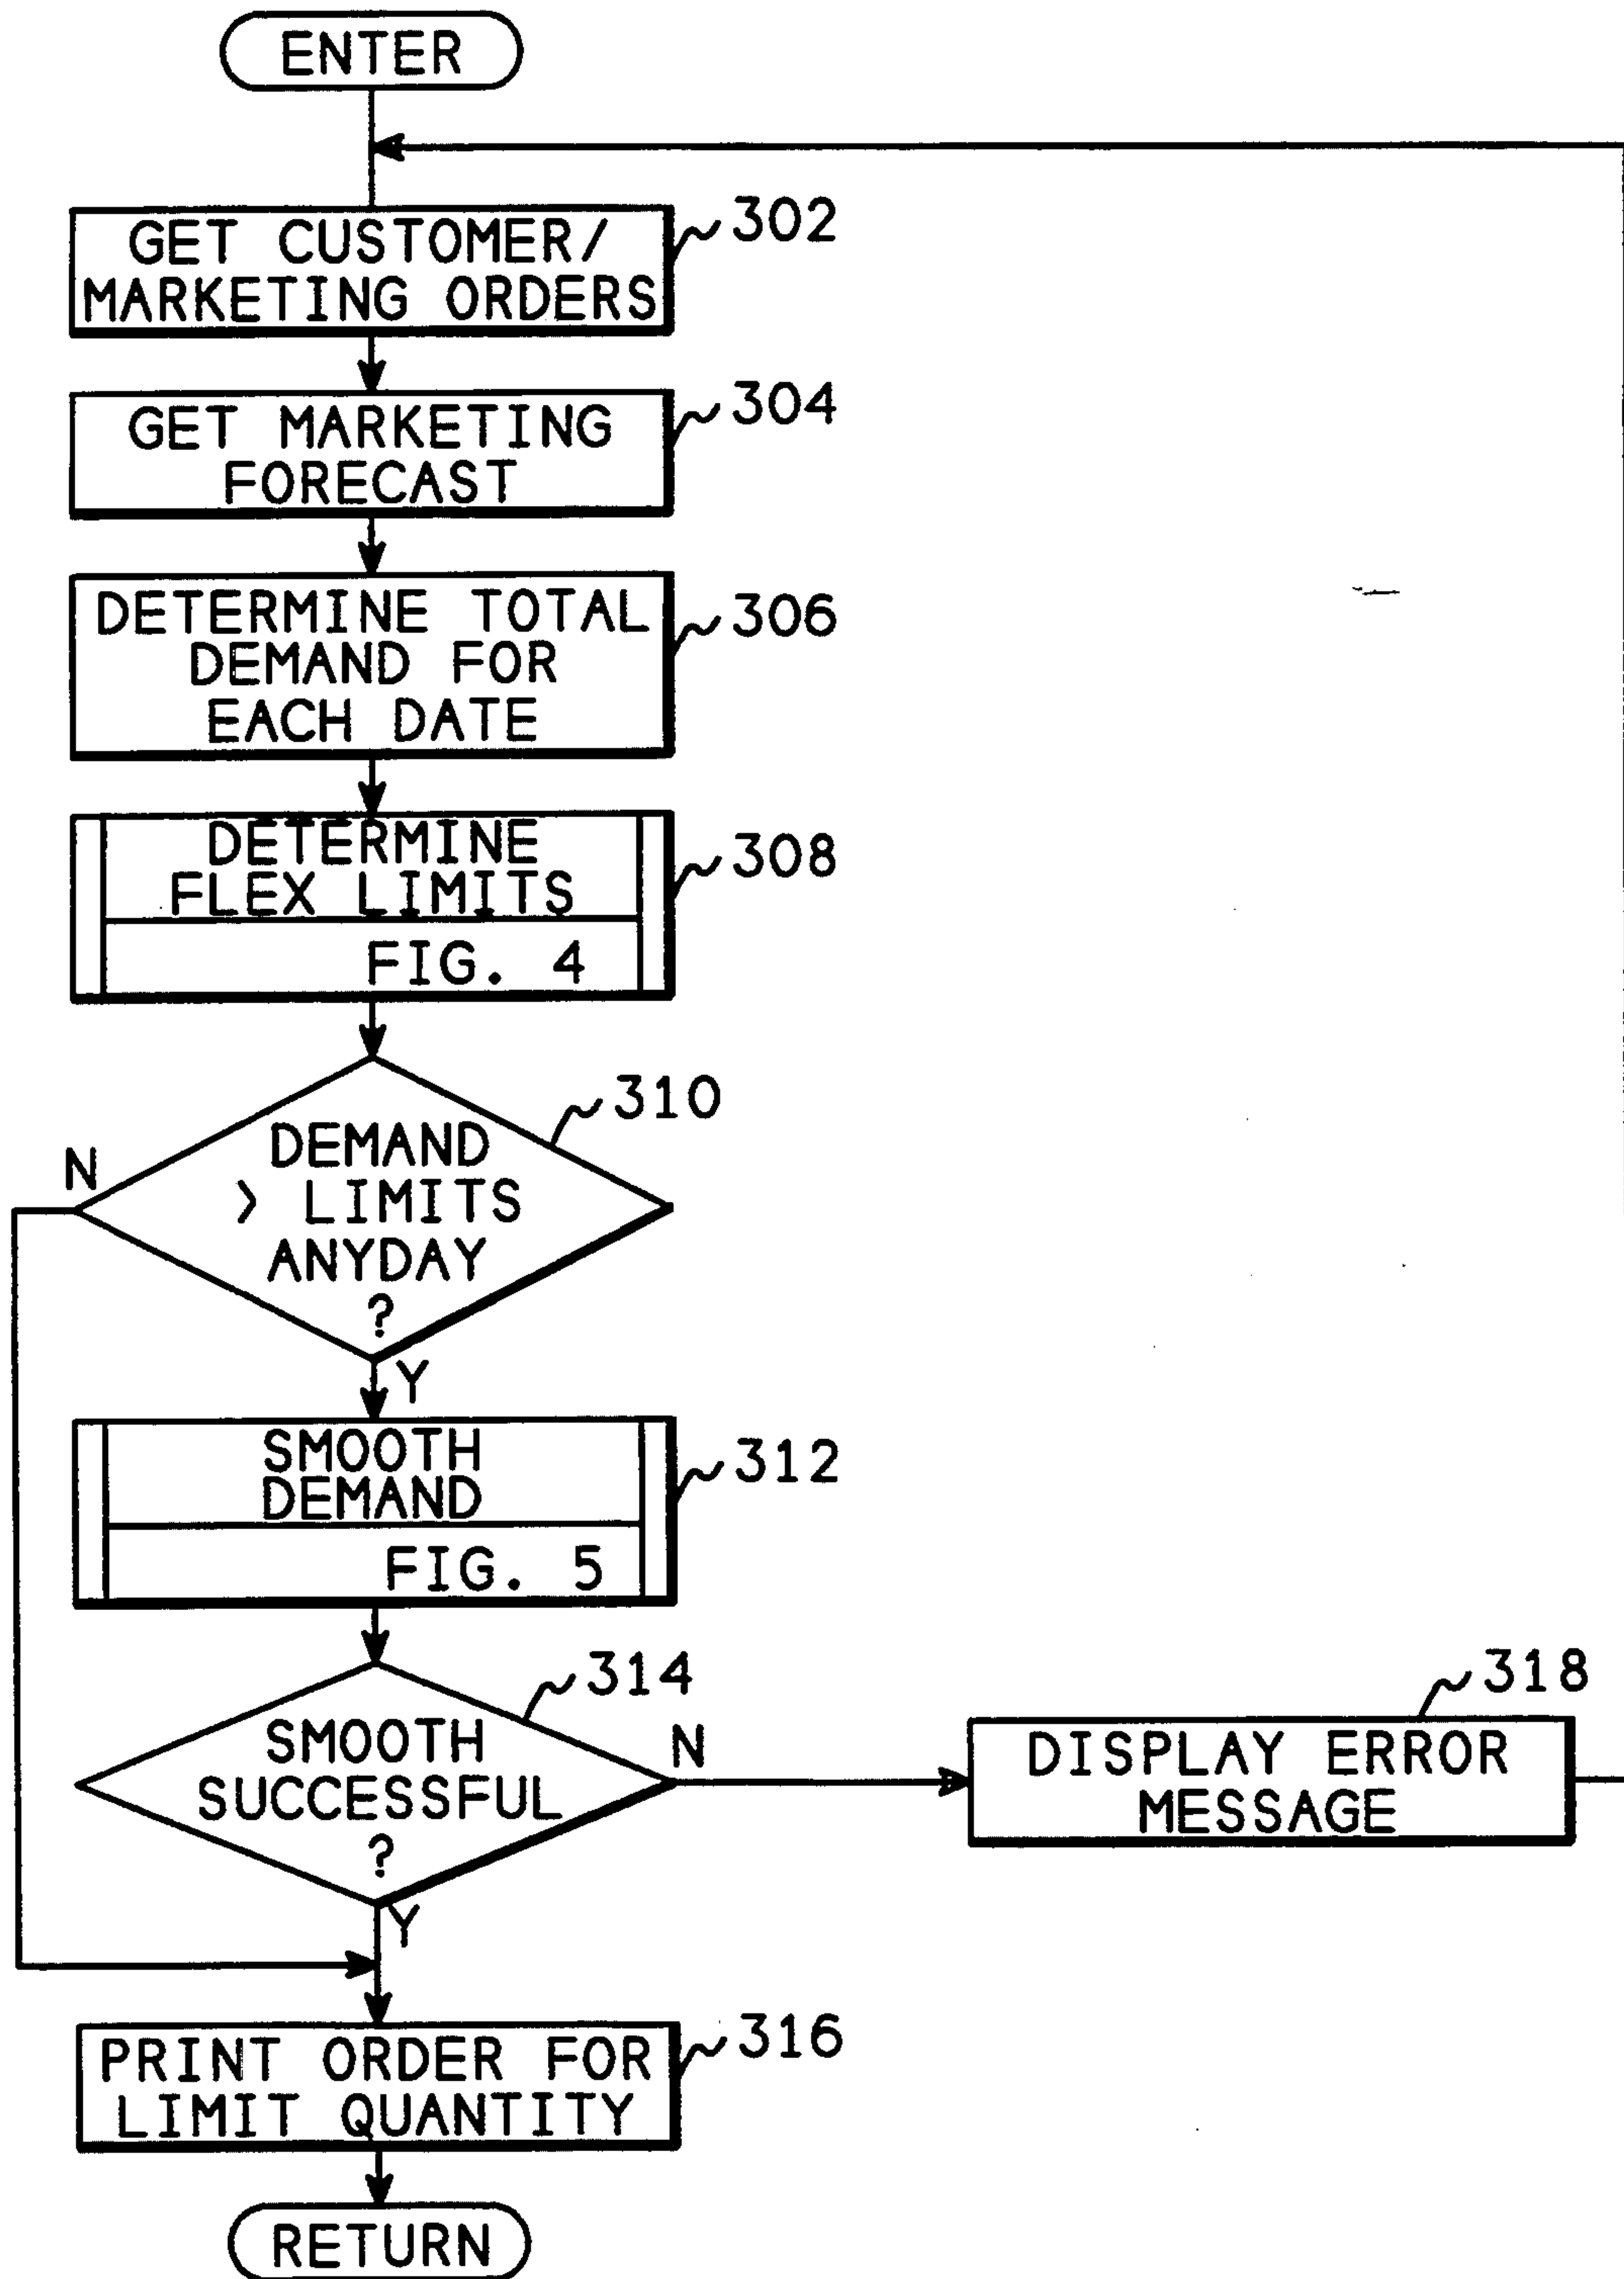 ENTER
GET CUSTOMER/
MARKETING ORDERS
302
GET MARKETING
FORECAST
304
DETERMINE TOTAL
DEMAND FOR
EACH DATE
306
DETERMINE
FLEX LIMITS
FIG. 4
308
310
DEMAND
> LIMITS
ANYDAY
?
N
Y
SMOOTH
DEMAND
FIG. 5
312
314
SMOOTH
SUCCESSFUL
?
N
Y
318
DISPLAY ERROR
MESSAGE
PRINT ORDER FOR
LIMIT QUANTITY
316
RETURN